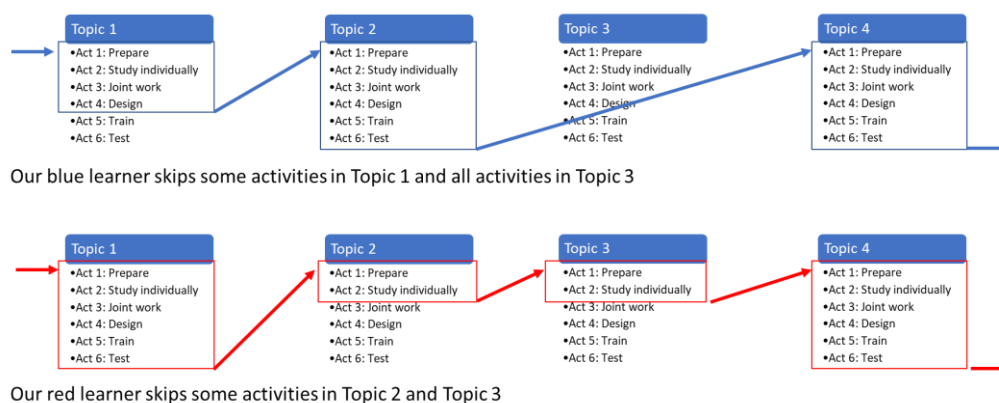 Topic 1
•Act 1: Prepare
•Act 2: Study individually
•Act 3: Joint work
•Act 4: Design
•Act 5: Train
•Act 6: Test
Topic 2
•Act 1: Prepare
•Act 2: Study individually
•Act 3: Joint work
•Act 4: Design
•Act 5: Train
•Act 6: Test
Topic 3
•Act 1: Prepare
•Act 2: Study individually
•Act 3: Joint work
•Act 4: Design
•Act 5: Train
•Act 6: Test
Topic 4
•Act 1: Prepare
•Act 2: Study individually
•Act 3: Joint work
•Act 4: Design
•Act 5: Train
•Act 6: Test
Our blue learner skips some activities in Topic 1 and all activities in Topic 3
Topic 1
•Act 1: Prepare
•Act 2: Study individually
•Act 3: Joint work
•Act 4: Design
•Act 5: Train
•Act 6: Test
Topic 2
•Act 1: Prepare
•Act 2: Study individually
•Act 3: Joint work
•Act 4: Design
•Act 5: Train
•Act 6: Test
Topic 3
•Act 1: Prepare
•Act 2: Study individually
•Act 3: Joint work
•Act 4: Design
•Act 5: Train
•Act 6: Test
Topic 4
•Act 1: Prepare
•Act 2: Study individually
•Act 3: Joint work
•Act 4: Design
•Act 5: Train
•Act 6: Test
Our red learner skips some activities in Topic 2 and Topic 3